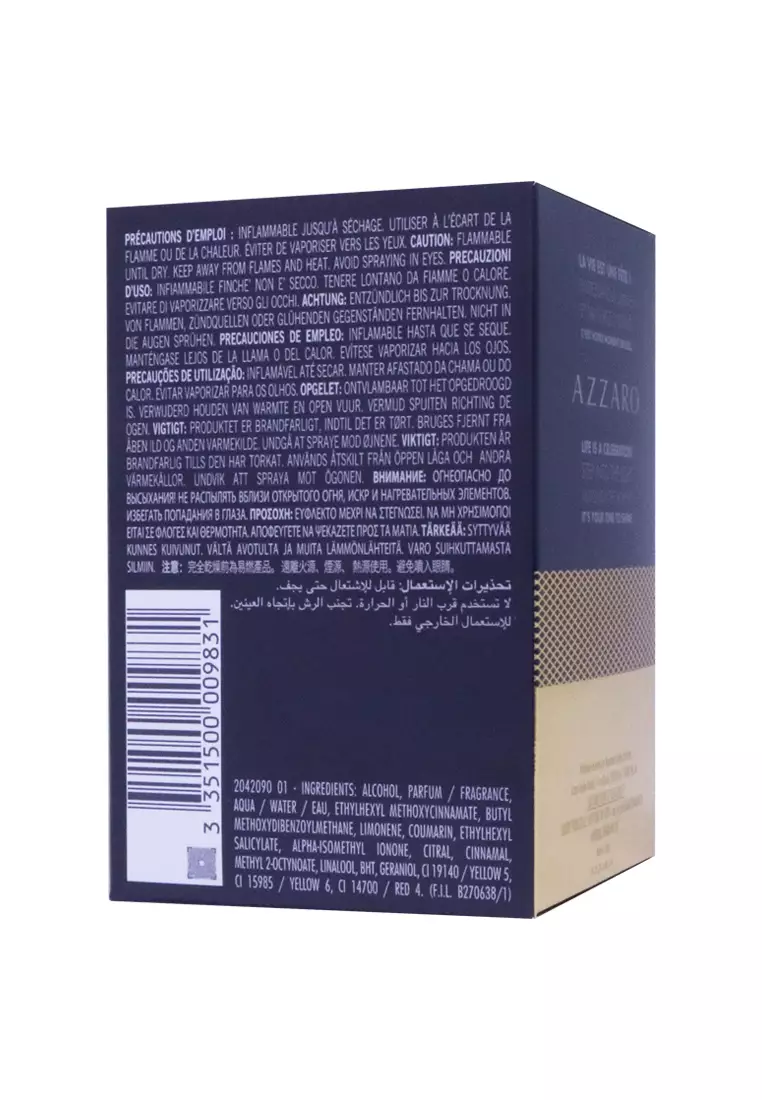 PRÉCAUTIONS D'EMPLOI : INFLAMMABLE JUSQU'À SÉCHAGE. UTILISER À L'ÉCART DE LA
FLAMME OU DE LA CHALEUR. ÉVITER DE VAPORISER VERS LES YEUX. CAUTION: FLAMMABLE
UNTIL DRY. KEEP AWAY FROM FLAMES AND HEAT. AVOID SPRAYING IN EYES. PRECAUZIONI
D'USO: INFIAMMABILE FINCHE' NON E' SECCO. TENERE LONTANO DA FIAMME O CALORE.
EVITARE DI VAPORIZZARE VERSO GLI OCCHI. ACHTUNG: ENTZÜNDLICH BIS ZUR TROCKNUNG.
VON FLAMMEN, ZÜNDQUELLEN ODER GLÜHENDEN GEGENSTÄNDEN FERNHALTEN. NICHT IN
DIE AUGEN SPRÜHEN. PRECAUCIONES DE EMPLEO: INFLAMABLE HASTA QUE SE SEQUE.
MANTÉNGASE LEJOS DE LA LLAMA O DEL CALOR. EVÍTESE VAPORIZAR HACIA LOS OJOS.
PRECAUÇÕES DE UTILIZAÇÃO: INFLAMÁVEL ATÉ SECAR. MANTER AFASTADO DA CHAMA OU DO
CALOR. EVITAR VAPORIZAR PARA OS OLHOS. OPGELET: ONTVLAMBAAR TOT HET OPGEDROOGD
IS. VERWIJDERD HOUDEN VAN WARMTE EN OPEN VUUR. VERMIJD SPUITEN RICHTING DE
OGEN. VIGTIGT: PRODUKTET ER BRANDFARLIGT, INDTIL DET ER TØRT. BRUGES FJERNT FRA
ÅBEN ILD OG ANDEN VARMEKILDE. UNDGÅ AT SPRAYE MOD ØJNENE. VIKTIGT: PRODUKTEN ÄR
BRANDFARLIG TILLS DEN HAR TORKAT. ANVÄNDS ÅTSKILT FRÅN ÖPPEN LÅGA OCH ANDRA
VÄRMEKÄLLOR. UNDVIK ATT SPRAYA MOT ÖGONEN. ВНИМАНИЕ: ОГНЕОПАСНО ДО
ВЫСЫХАНИЯ! НЕ РАСПЫЛЯТЬ ВБЛИЗИ ОТКРЫТОГО ОГНЯ, ИСКР И НАГРЕВАТЕЛЬНЫХ ЭЛЕМЕНТОВ.
ИЗБЕГАТЬ ПОПАДАНИЯ В ГЛАЗА. ΠΡΟΣΟΧΗ: ΕΥΦΛΕΚΤΟ ΜΕΧΡΙ ΝΑ ΣΤΕΓΝΩΣΕΙ. ΝΑ ΜΗ ΧΡΗΣΙΜΟΠΟΙ
ΕΙΤΑΙ ΣΕ ΦΛΟΓΕΣ ΚΑΙ ΘΕΡΜΟΤΗΤΑ. ΑΠΟΦΕΥΓΕΤΕ ΝΑ ΨΕΚΑΖΕΤΕ ΠΡΟΣ ΤΑ ΜΑΤΙΑ. TÄRKEÄÄ: SYTTYVÄÄ
KUNNES KUIVUNUT. VÄLTÄ AVOTULTA JA MUITA LÄMMÖNLÄHTEITÄ. VARO SUIHKUTTAMASTA
SILMIIN. 注意: 完全乾燥前為易燃產品。遠離火源、煙源、熱源使用。避免噴入眼睛。
تحذيرات الإستعمال: قابل للإشتعال حتى يجف.
لا تستخدم قرب النار أو الحرارة. تجنب الرش بإتجاه العينين.
للإستعمال الخارجي فقط.
3 351500 009831
2042090 01 - INGREDIENTS: ALCOHOL, PARFUM / FRAGRANCE,
AQUA / WATER / EAU, ETHYLHEXYL METHOXYCINNAMATE, BUTYL
METHOXYDIBENZOYLMETHANE, LIMONENE, COUMARIN, ETHYLHEXYL
SALICYLATE, ALPHA-ISOMETHYL IONONE, CITRAL, CINNAMAL,
METHYL 2-OCTYNOATE, LINALOOL, BHT, GERANIOL, CI 19140 / YELLOW 5,
CI 15985 / YELLOW 6, CI 14700 / RED 4. (F.I.L. B270638/1)
LA VIE EST UNE FÊTE !
AZZARO
LIFE IS A CELEBRATION!
IT'S YOUR TIME TO SHINE!